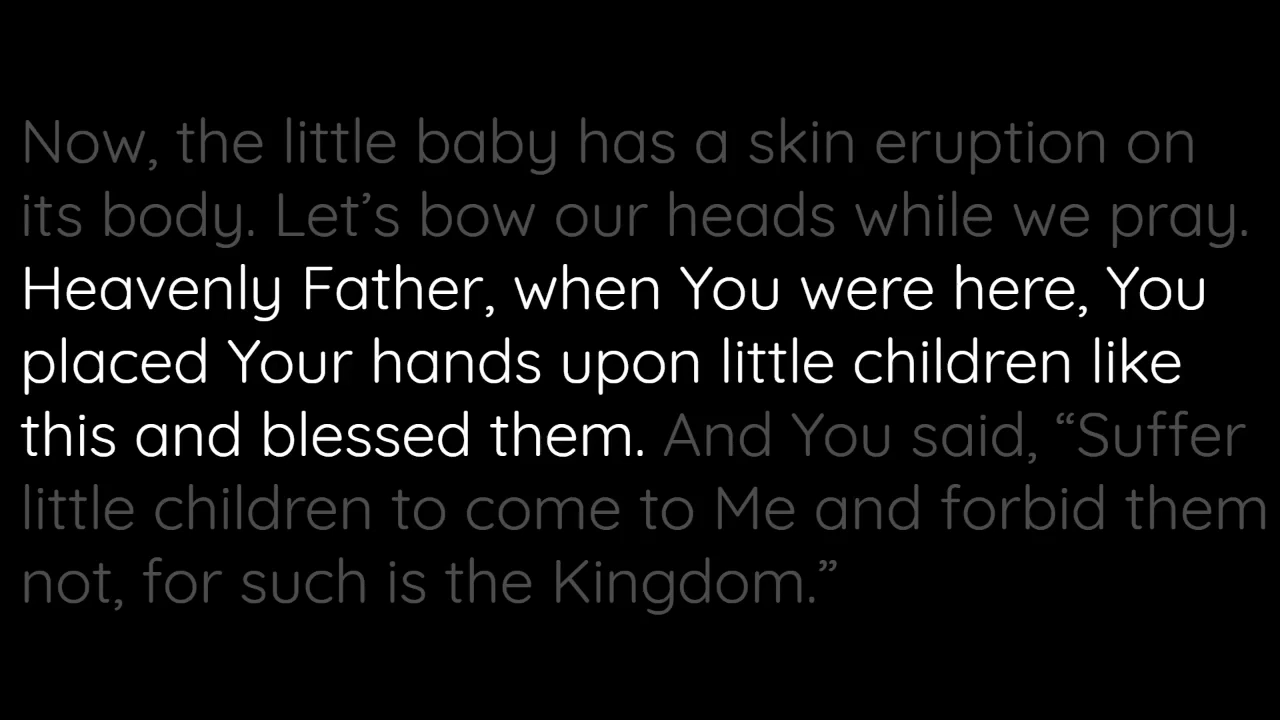 Now, the little baby has a skin eruption on
its body. Let’s bow our heads while we pray.
Heavenly Father, when You were here, You
placed Your hands upon little children like
this and blessed them. And You said, “Suffer
little children to come to Me and forbid them
not, for such is the Kingdom.”